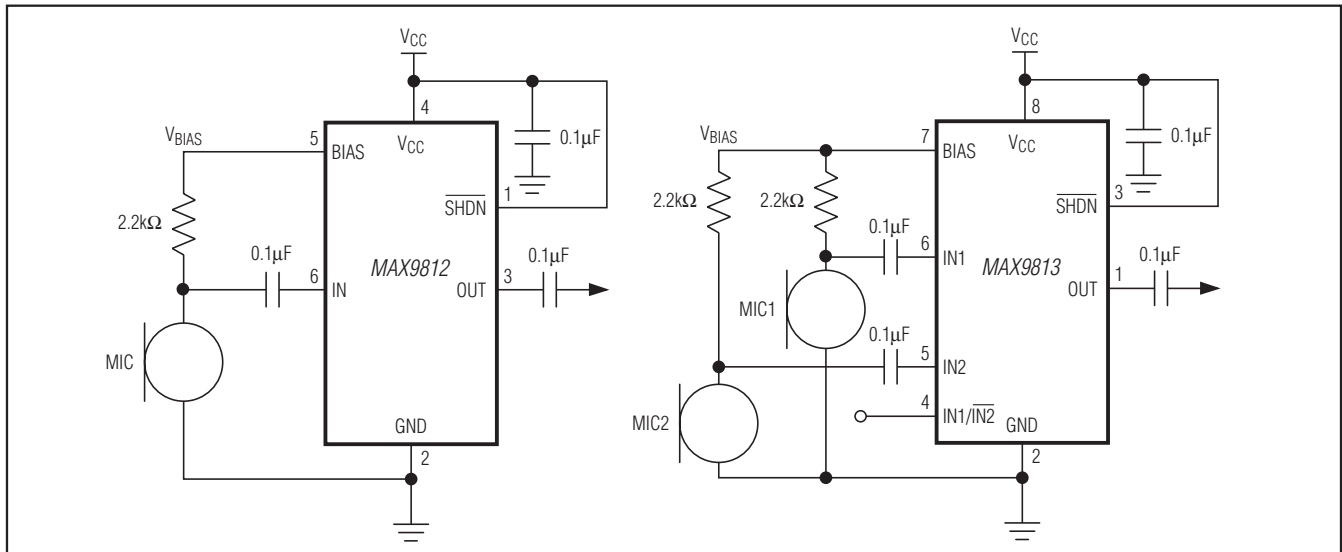 VCC
4
VCC
0.1µF
VBIAS
5
BIAS
1
SHDN
2.2kΩ
0.1µF
6
IN
MAX9812
OUT
3
0.1µF
MIC
GND
2
VCC
8
VCC
0.1µF
VBIAS
7
BIAS
3
SHDN
2.2kΩ
2.2kΩ
0.1µF
6
IN1
MAX9813
OUT
1
0.1µF
MIC1
0.1µF
5
IN2
4
IN1/IN2
MIC2
GND
2